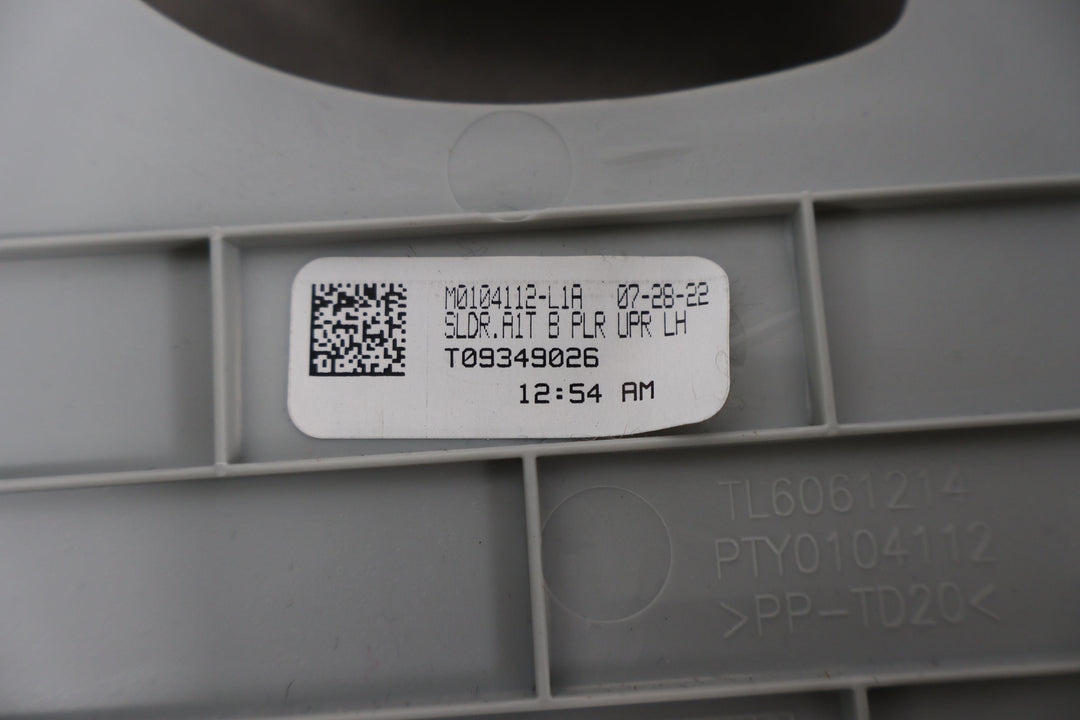 M0104112-L1A 07-28-22
SLDR.A1T B PLR UPR LH
T09349026
12:54 AM
TL6061214
PTY0104112
>PP-TD20<